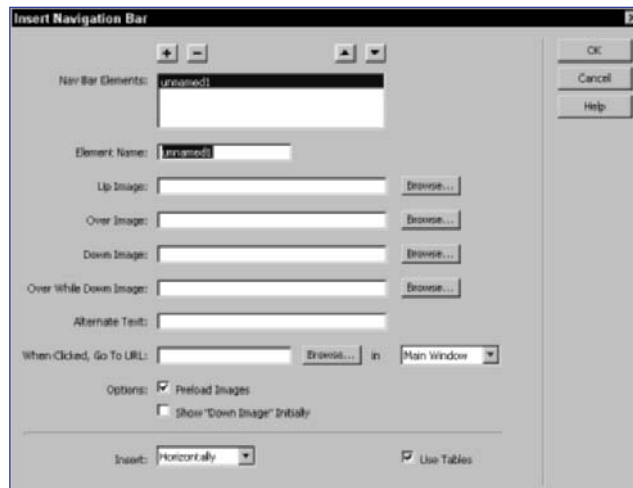 Insert Navigation Bar
+ −
OK
Nav Bar Elements: unnamed1
Cancel
Help
Element Name: unnamed1
Up Image: Browse...
Over Image: Browse...
Down Image: Browse...
Over While Down Image: Browse...
Alternate Text:
When Clicked, Go To URL: Browse... in Main Window
Options: Preload Images
Show "Down Image" Initially
Insert: Horizontally Use Tables